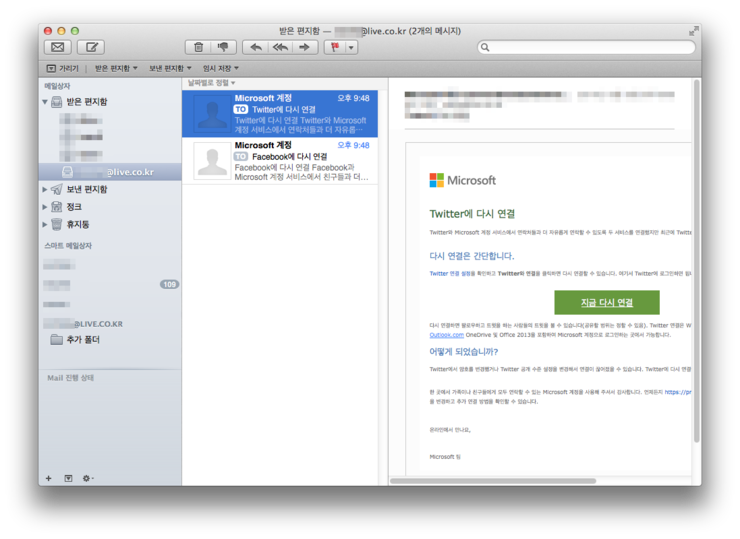 받은 편지함 — @live.co.kr (2개의 메시지)
가리기 받은 편지함 보낸 편지함 임시 저장
메일상자
받은 편지함
@live.co.kr
보낸 편지함
정크
휴지통
스마트 메일상자
109
@LIVE.CO.KR
추가 폴더
Mail 진행 상태
날짜별로 정렬
Microsoft 계정 오후 9:48
TO Twitter에 다시 연결
Twitter에 다시 연결 Twitter와 Microsoft
계정 서비스에서 연락처들과 더 자유롭…
Microsoft 계정 오후 9:48
TO Facebook에 다시 연결
Facebook에 다시 연결 Facebook과
Microsoft 계정 서비스에서 친구들과 더…
Microsoft
Twitter에 다시 연결
Twitter와 Microsoft 계정 서비스에서 연락처들과 더 자유롭게 연락할 수 있도록 두 서비스를 연결했지만 최근에 Twitte
다시 연결은 간단합니다.
Twitter 연결 설정을 확인하고 Twitter와 연결을 클릭하면 다시 연결할 수 있습니다. 여기서 Twitter에 로그인해만
지금 다시 연결
다시 연결하면 팔로우하고 트윗을 하는 사람들의 트윗을 볼 수 있습니다(공유할 범위는 정할 수 있음). Twitter 연결은 W
Outlook.com OneDrive 및 Office 2013을 포함하여 Microsoft 계정으로 로그인하는 곳에서 가능합니다.
어떻게 되었습니까?
Twitter에서 암호를 변경했거나 Twitter 공개 수준 설정을 변경해서 연결이 끊어졌을 수 있습니다. Twitter에 다시 연결
한 곳에서 가족이나 친구들에게 모두 연락할 수 있는 Microsoft 계정을 사용해 주셔서 감사합니다. 언제든지 https://pr
을 변경하고 추가 연결 방법을 확인할 수 있습니다.
온라인에서 만나요,
Microsoft 팀